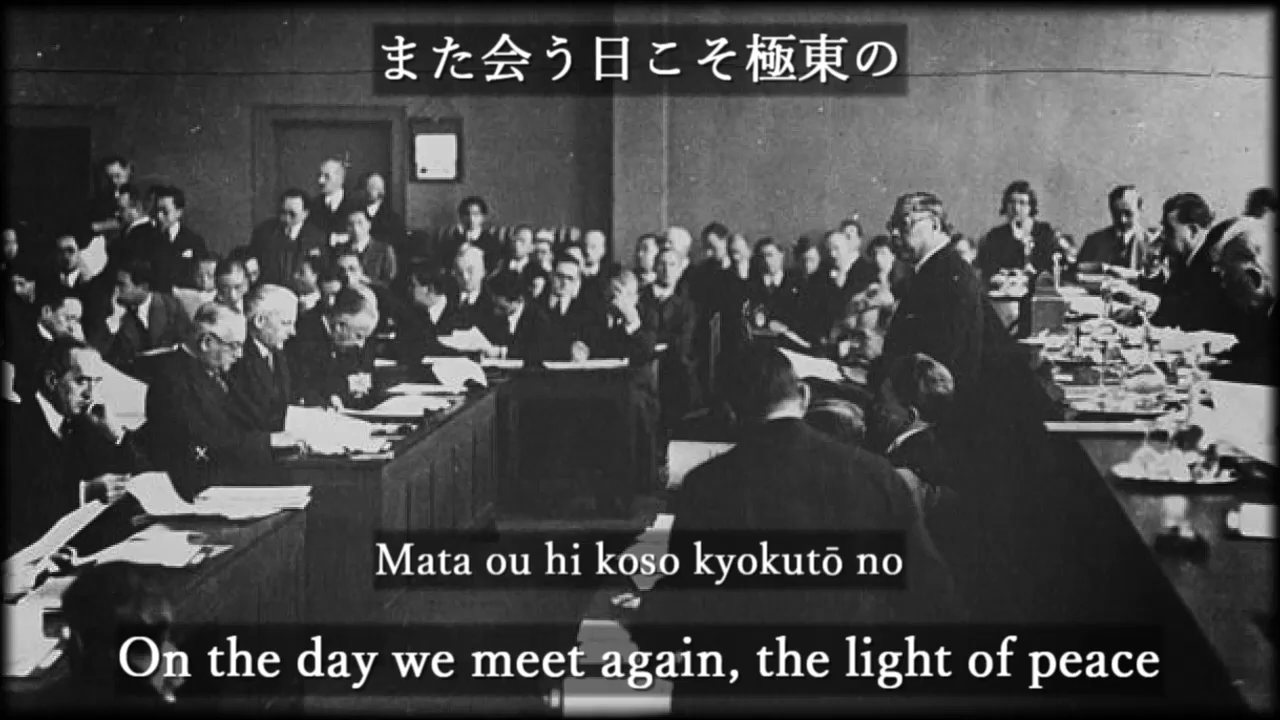 また会う日こそ極東の
Mata ou hi koso kyokutō no
On the day we meet again, the light of peace